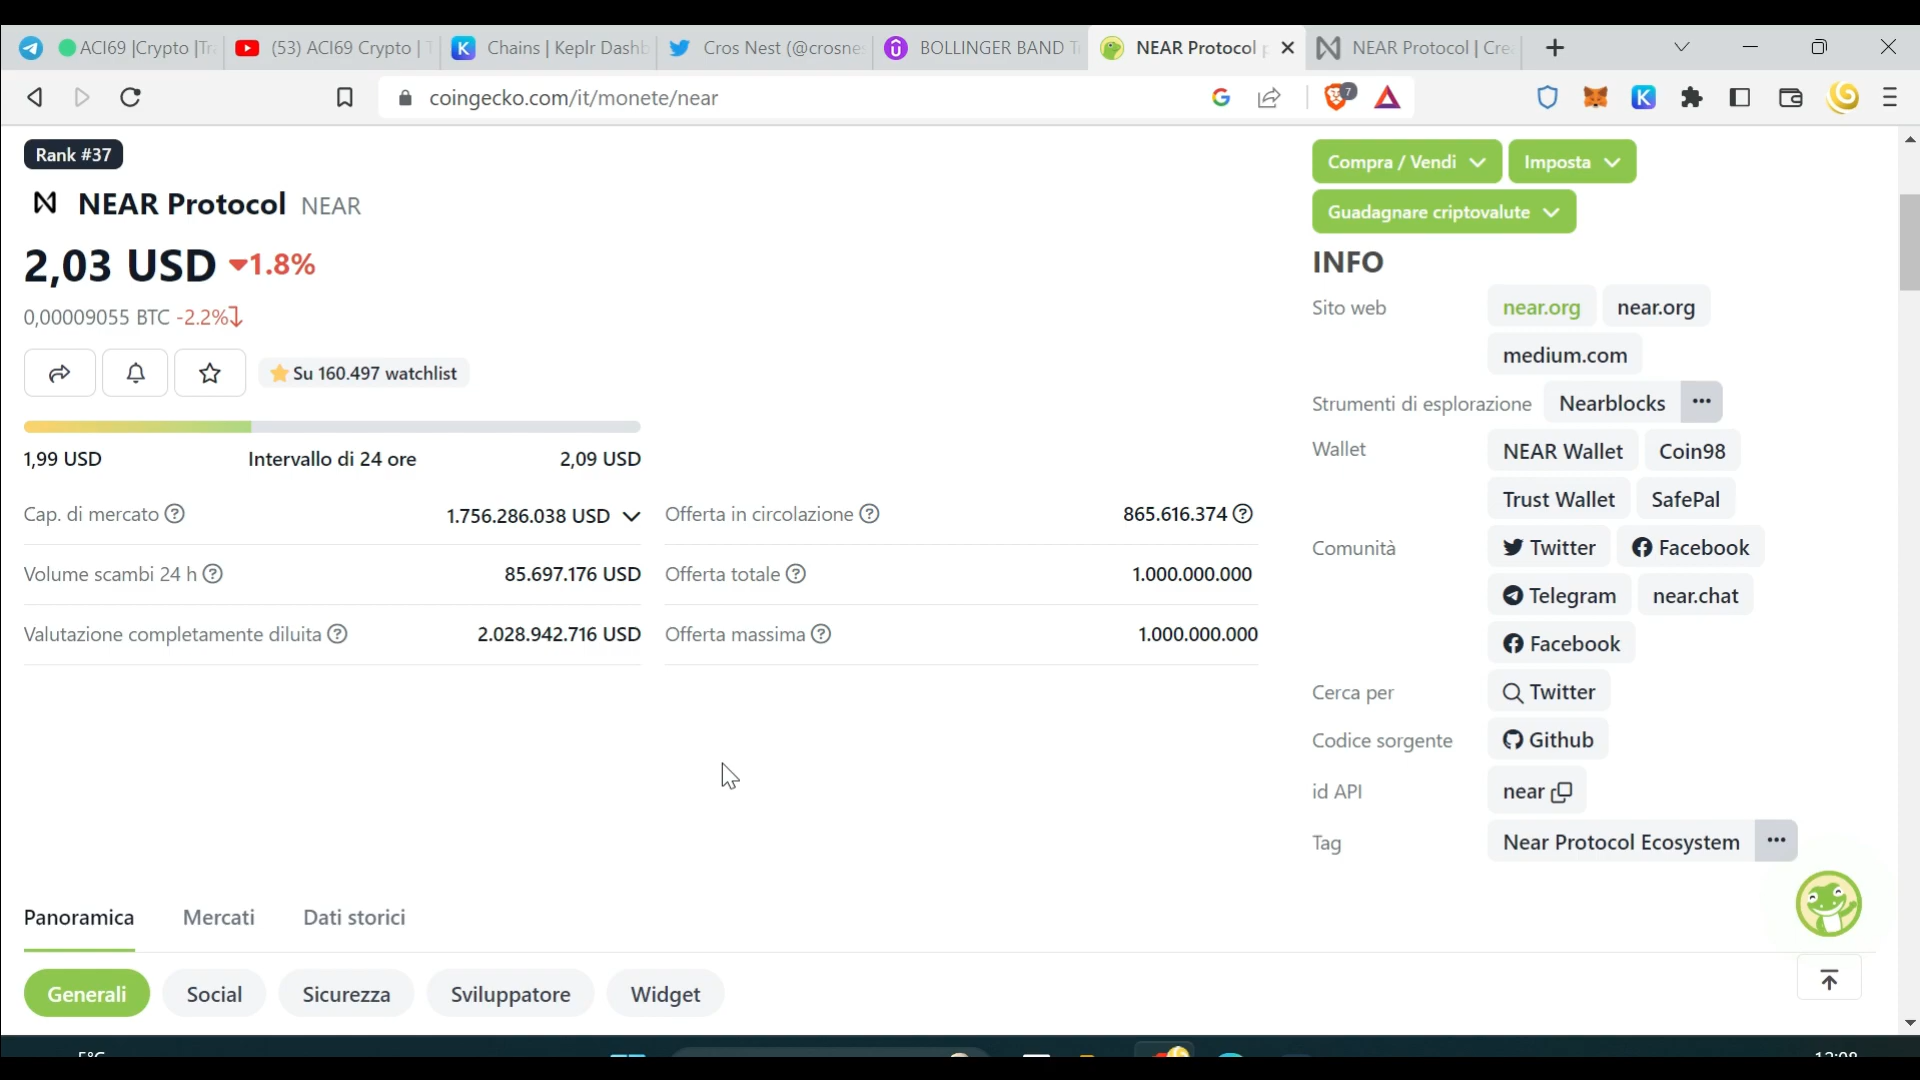 ACI69 |Crypto |Tr
(53) ACI69 Crypto | T
Chains | Keplr Dashb
Cros Nest (@crosnes
BOLLINGER BAND T
NEAR Protocol p
NEAR Protocol | Crea
coingecko.com/it/monete/near
7
Rank #37
NEAR Protocol NEAR
2,03 USD 1.8%
0,00009055 BTC -2.2%
Su 160.497 watchlist
1,99 USD Intervallo di 24 ore 2,09 USD
Cap. di mercato 1.756.286.038 USD
Offerta in circolazione 865.616.374
Volume scambi 24 h 85.697.176 USD
Offerta totale 1.000.000.000
Valutazione completamente diluita 2.028.942.716 USD
Offerta massima 1.000.000.000
Compra / Vendi Imposta
Guadagnare criptovalute
INFO
Sito web near.org near.org
medium.com
Strumenti di esplorazione Nearblocks ...
Wallet NEAR Wallet Coin98
Trust Wallet SafePal
Comunità Twitter Facebook
Telegram near.chat
Facebook
Cerca per Twitter
Codice sorgente Github
id API near
Tag Near Protocol Ecosystem ...
Panoramica Mercati Dati storici
Generali Social Sicurezza Sviluppatore Widget